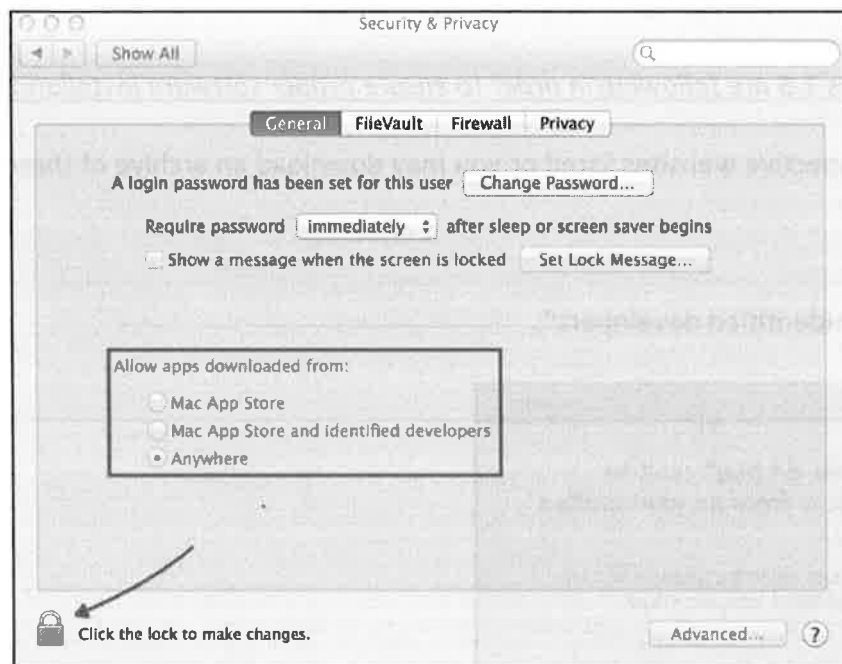 Security & Privacy
Show All
General FileVault Firewall Privacy
A login password has been set for this user Change Password...
Require password immediately after sleep or screen saver begins
Show a message when the screen is locked Set Lock Message...
Allow apps downloaded from:
Mac App Store
Mac App Store and identified developers
Anywhere
Click the lock to make changes.
Advanced... ?